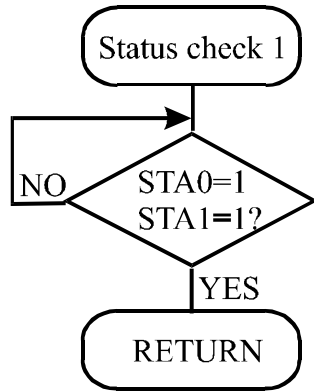 Status check 1
NO
STA0=1
STA1=1?
YES
RETURN